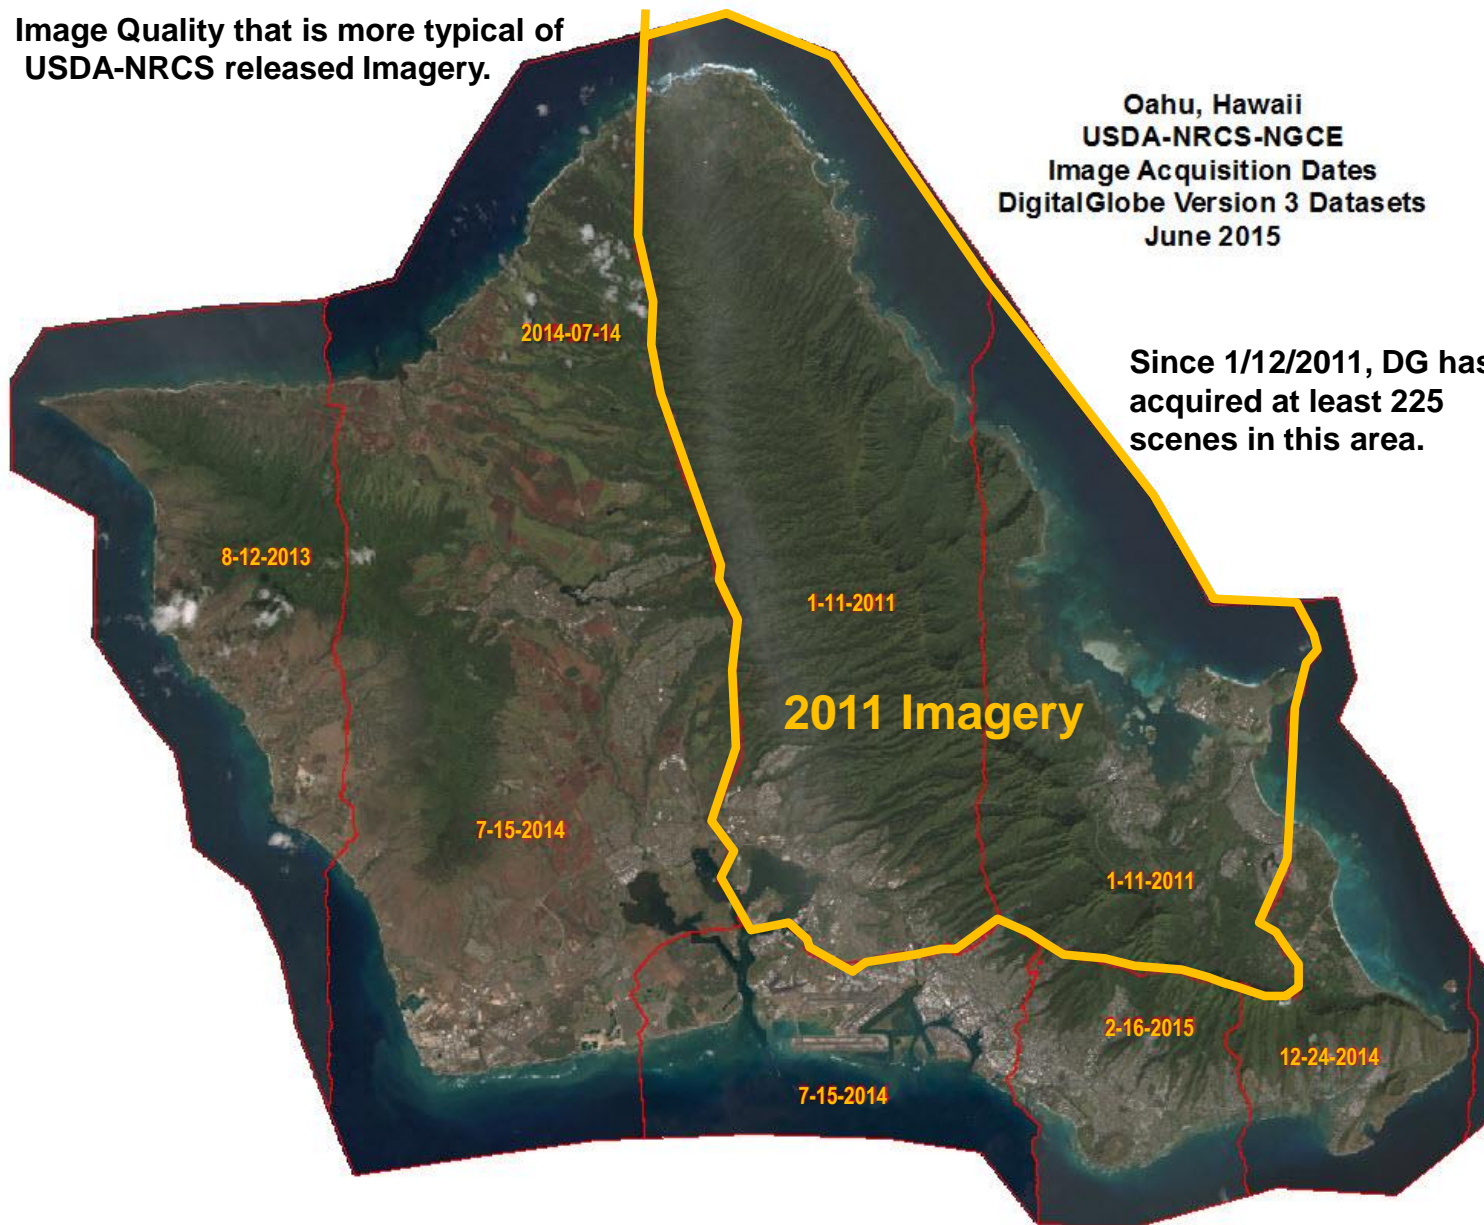 Image Quality that is more typical of
USDA-NRCS released Imagery.
Oahu, Hawaii
USDA-NRCS-NGCE
Image Acquisition Dates
DigitalGlobe Version 3 Datasets
June 2015
2014-07-14
Since 1/12/2011, DG has
acquired at least 225
scenes in this area.
8-12-2013
1-11-2011
2011 Imagery
7-15-2014
1-11-2011
2-16-2015
12-24-2014
7-15-2014